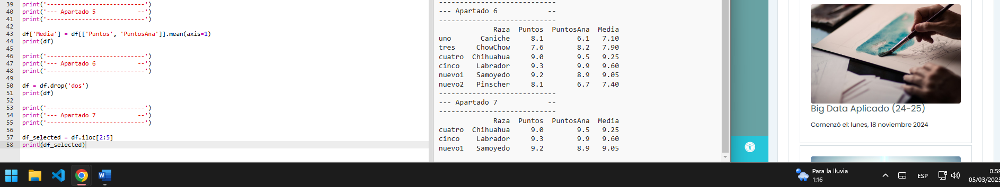 39 print('----------------------------')
40 print('--- Apartado 5            --')
41 print('----------------------------')
42
43 df['Media'] = df[['Puntos', 'PuntosAna']].mean(axis=1)
44 print(df)
45
46 print('----------------------------')
47 print('--- Apartado 6            --')
48 print('----------------------------')
49
50 df = df.drop('dos')
51 print(df)
52
53 print('----------------------------')
54 print('--- Apartado 7            --')
55 print('----------------------------')
56
57 df_selected = df.iloc[2:5]
58 print(df_selected)
----------------------------
--- Apartado 6            --
----------------------------
Raza  Puntos  PuntosAna  Media
uno       Caniche     8.1        6.1   7.10
tres     ChowChow     7.6        8.2   7.90
cuatro  Chihuahua     9.0        9.5   9.25
cinco    Labrador     9.3        9.9   9.60
nuevo1   Samoyedo     9.2        8.9   9.05
nuevo2   Pinscher     8.1        6.7   7.40
----------------------------
--- Apartado 7            --
----------------------------
Raza  Puntos  PuntosAna  Media
cuatro  Chihuahua     9.0        9.5   9.25
cinco    Labrador     9.3        9.9   9.60
nuevo1   Samoyedo     9.2        8.9   9.05
Big Data Aplicado (24-25)
Comenzó el: lunes, 18 noviembre 2024
W
Para la lluvia
1:16
ESP
0:59
05/03/2025